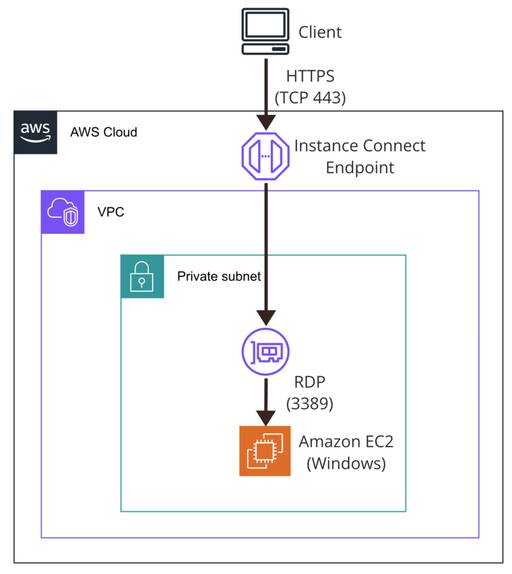 Client
HTTPS
(TCP 443)
aws
AWS Cloud
Instance Connect
Endpoint
VPC
Private subnet
RDP
(3389)
Amazon EC2
(Windows)